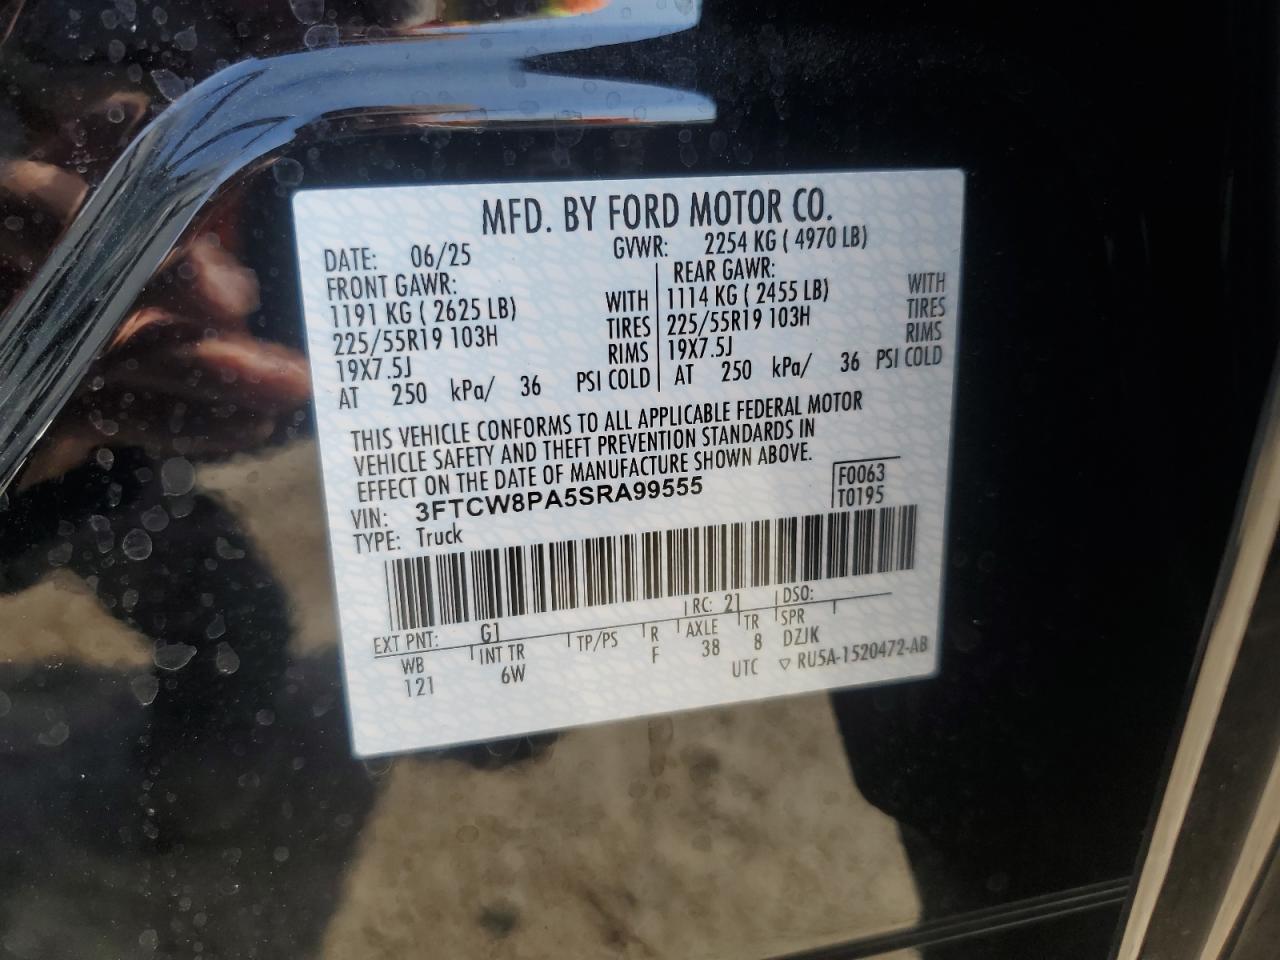 MFD. BY FORD MOTOR CO.
DATE: 06/25 GVWR: 2254 KG ( 4970 LB)
FRONT GAWR: REAR GAWR:
1191 KG ( 2625 LB) WITH 1114 KG ( 2455 LB) WITH
225/55R19 103H TIRES 225/55R19 103H TIRES
19X7.5J RIMS 19X7.5J RIMS
AT 250 kPa/ 36 PSI COLD AT 250 kPa/ 36 PSI COLD
THIS VEHICLE CONFORMS TO ALL APPLICABLE FEDERAL MOTOR
VEHICLE SAFETY AND THEFT PREVENTION STANDARDS IN
EFFECT ON THE DATE OF MANUFACTURE SHOWN ABOVE.
VIN: 3FTCW8PA5SRA99555 F0063
TYPE: Truck T0195
EXT PNT: G1 RC: 21 DSO:
WB INT TR TP/PS R AXLE TR SPR
121 6W F 38 8 DZJK
UTC ▽ RU5A-1520472-AB